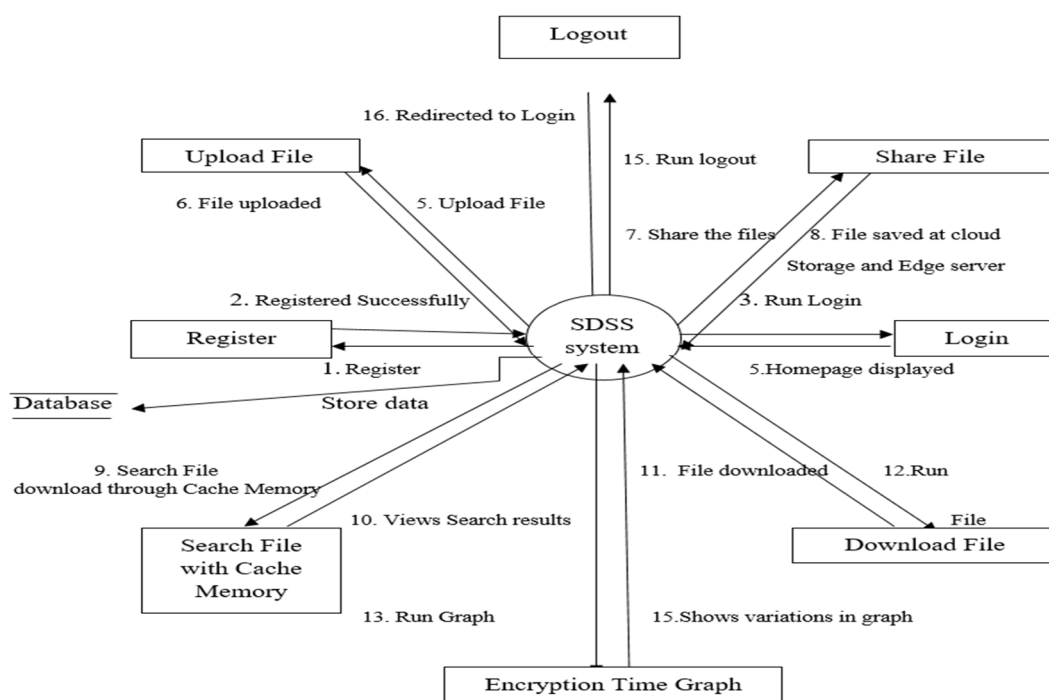 Logout
16. Redirected to Login
15. Run logout
Upload File
Share File
6. File uploaded
5. Upload File
7. Share the files
8. File saved at cloud
Storage and Edge server
2. Registered Successfully
3. Run Login
Register
SDSS
system
Login
1. Register
5.Homepage displayed
Database
Store data
9. Search File
download through Cache Memory
11. File downloaded
12.Run
File
10. Views Search results
Search File
with Cache
Memory
Download File
13. Run Graph
15.Shows variations in graph
Encryption Time Graph